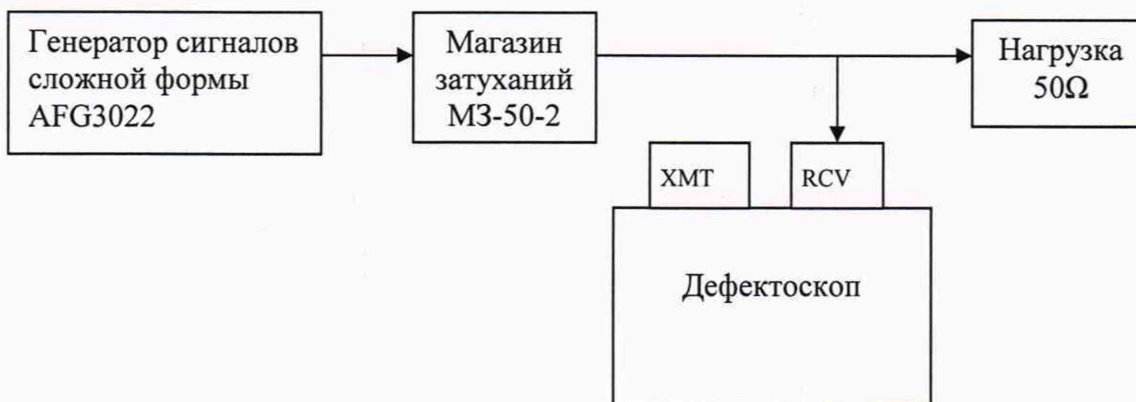 Генератор сигналов
сложной формы
AFG3022
Магазин
затуханий
МЗ-50-2
Нагрузка
50Ω
XMT
RCV
Дефектоскоп